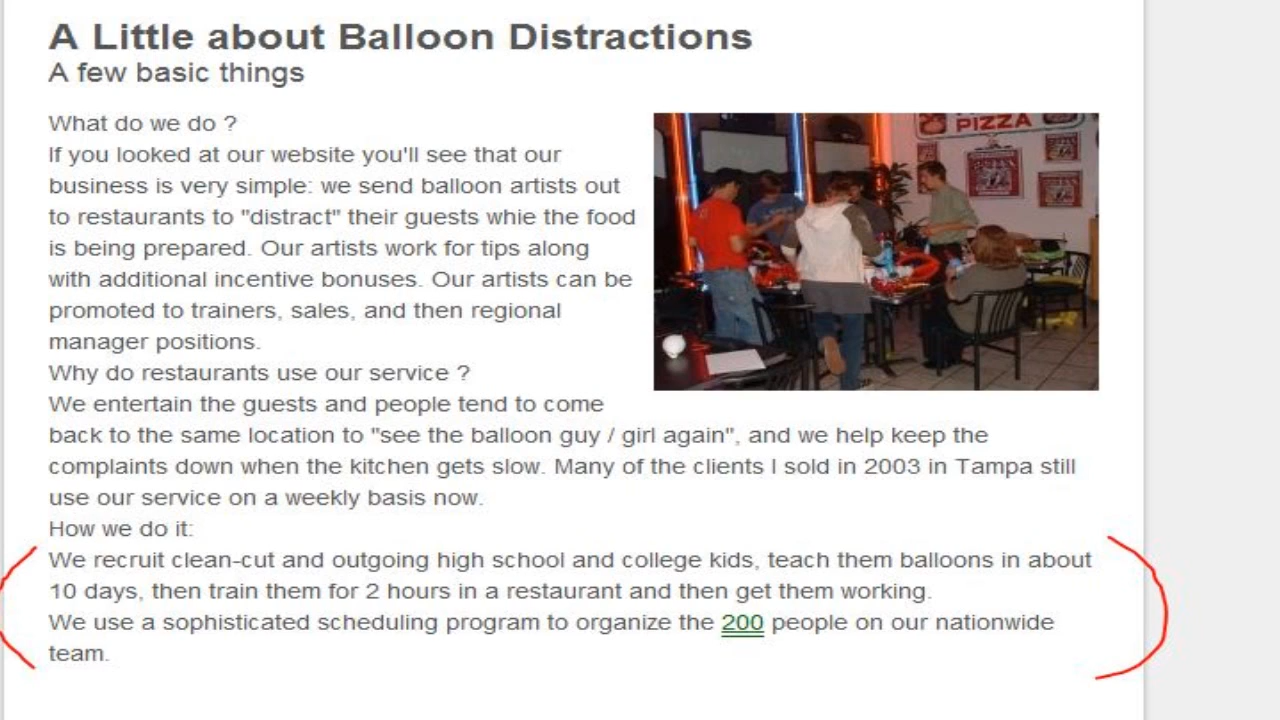 A Little about Balloon Distractions
A few basic things
What do we do ?
If you looked at our website you'll see that our
business is very simple: we send balloon artists out
to restaurants to "distract" their guests whie the food
is being prepared. Our artists work for tips along
with additional incentive bonuses. Our artists can be
promoted to trainers, sales, and then regional
manager positions.
Why do restaurants use our service ?
We entertain the guests and people tend to come
back to the same location to "see the balloon guy / girl again", and we help keep the
complaints down when the kitchen gets slow. Many of the clients I sold in 2003 in Tampa still
use our service on a weekly basis now.
How we do it:
We recruit clean-cut and outgoing high school and college kids, teach them balloons in about
10 days, then train them for 2 hours in a restaurant and then get them working.
We use a sophisticated scheduling program to organize the 200 people on our nationwide
team.
PIZZA